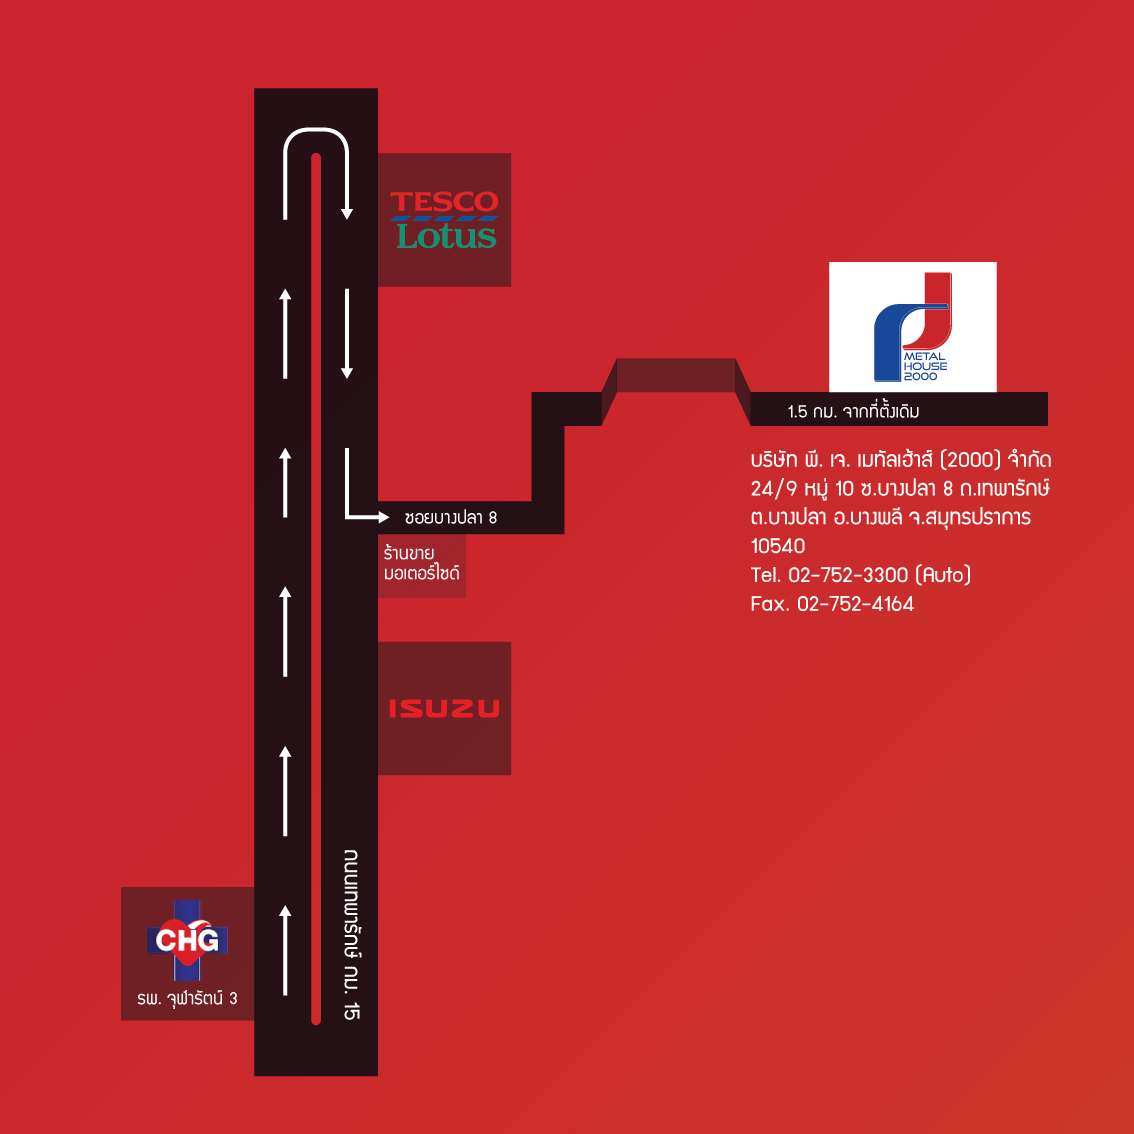 TESCO
Lotus
METAL
HOUSE
2000
1.5 กม. จากที่ตั้งเดิม
บริษัท พี. เจ. เมทัลเฮ้าส์ (2000) จำกัด
24/9 หมู่ 10 ซ.บางปลา 8 ถ.เทพารักษ์
ต.บางปลา อ.บางพลี จ.สมุทรปราการ
10540
Tel. 02-752-3300 (Auto)
Fax. 02-752-4164
ซอยบางปลา 8
ร้านขาย
มอเตอร์ไซด์
ISUZU
ถนนเทพารักษ์ กม. 15
CHG
รพ. จุฬารัตน์ 3